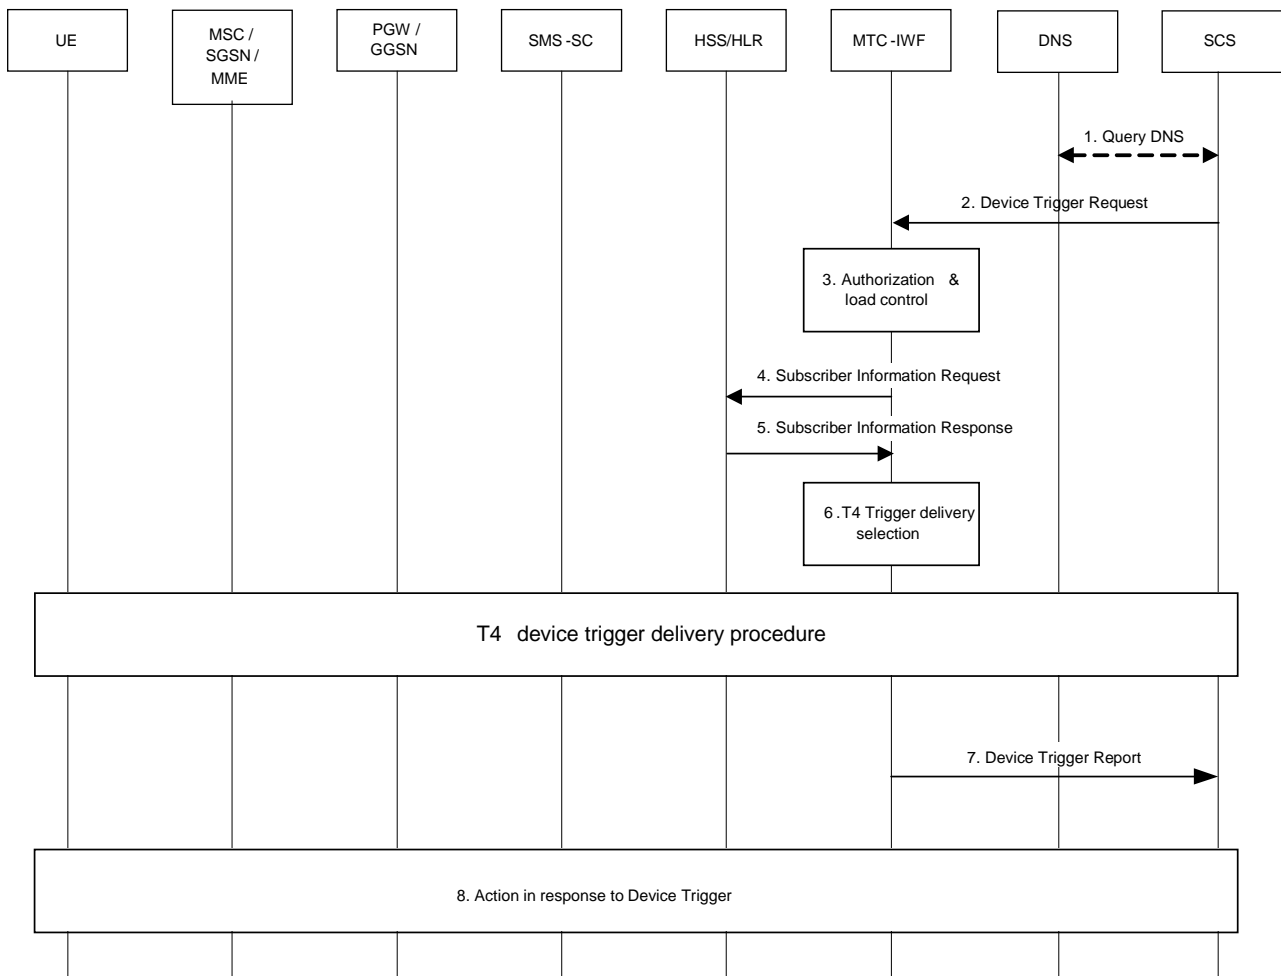 UE
MSC /
SGSN /
MME
PGW /
GGSN
SMS -SC
HSS/HLR
MTC -IWF
DNS
SCS
1. Query DNS
2. Device Trigger Request
3. Authorization &
load control
4. Subscriber Information Request
5. Subscriber Information Response
6 .T4 Trigger delivery
selection
T4 device trigger delivery procedure
7. Device Trigger Report
8. Action in response to Device Trigger